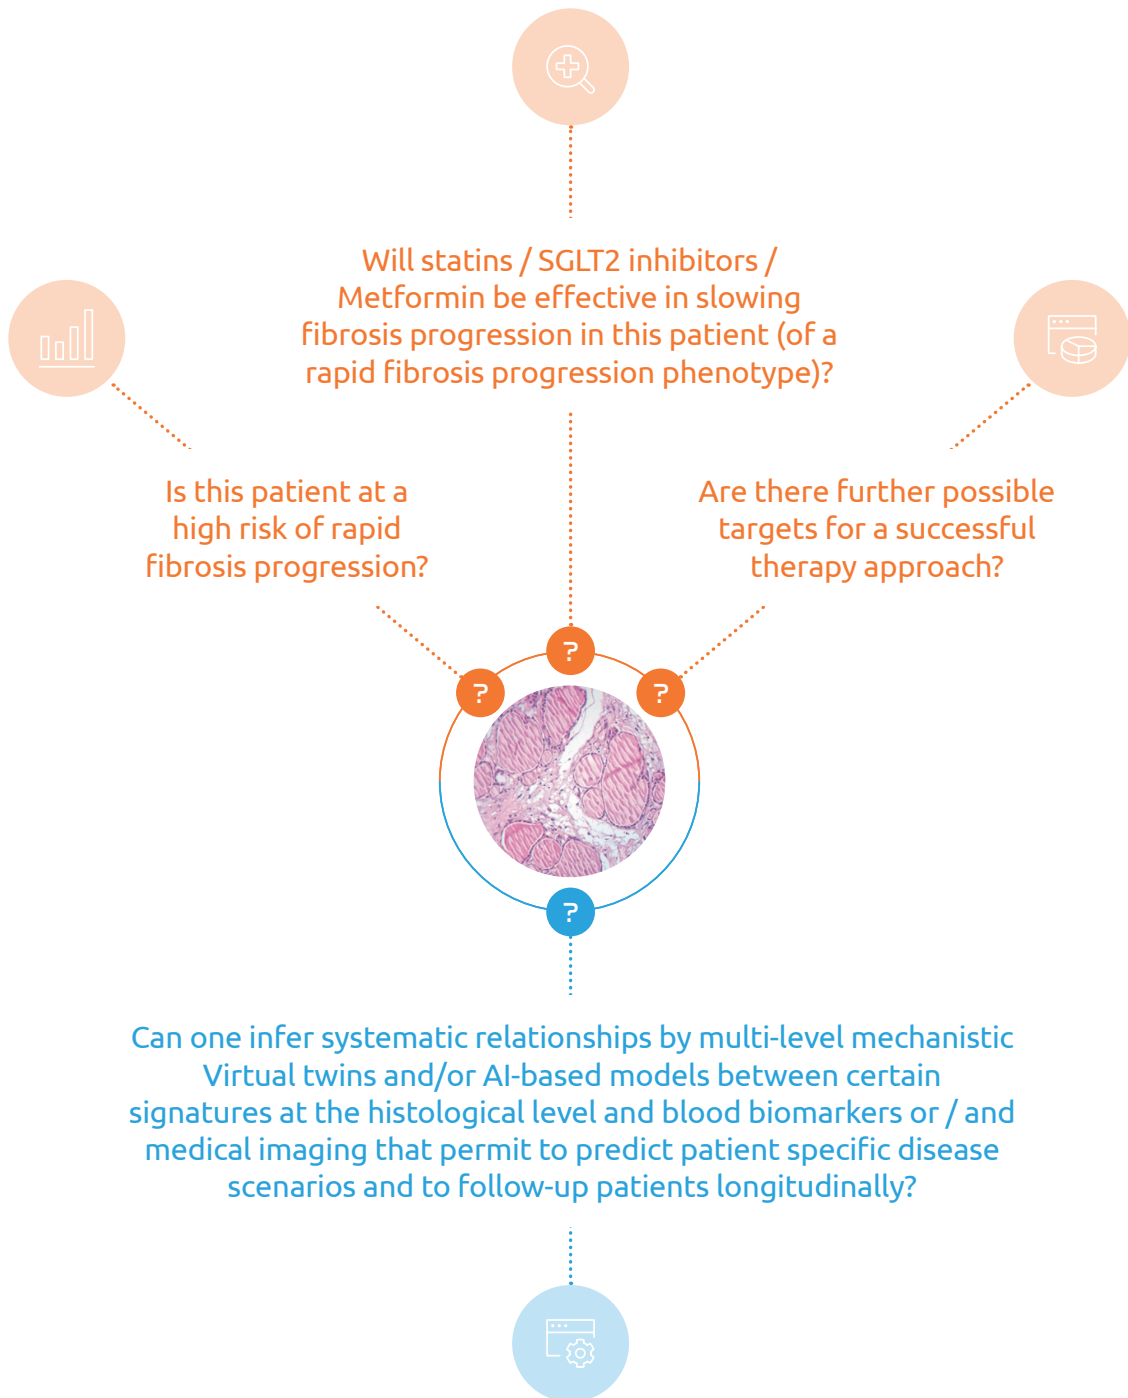 Will statins / SGLT2 inhibitors /
Metformin be effective in slowing
fibrosis progression in this patient (of a
rapid fibrosis progression phenotype)?
Is this patient at a
high risk of rapid
fibrosis progression?
Are there further possible
targets for a successful
therapy approach?
?
?
?
?
Can one infer systematic relationships by multi-level mechanistic
Virtual twins and/or AI-based models between certain
signatures at the histological level and blood biomarkers or / and
medical imaging that permit to predict patient specific disease
scenarios and to follow-up patients longitudinally?